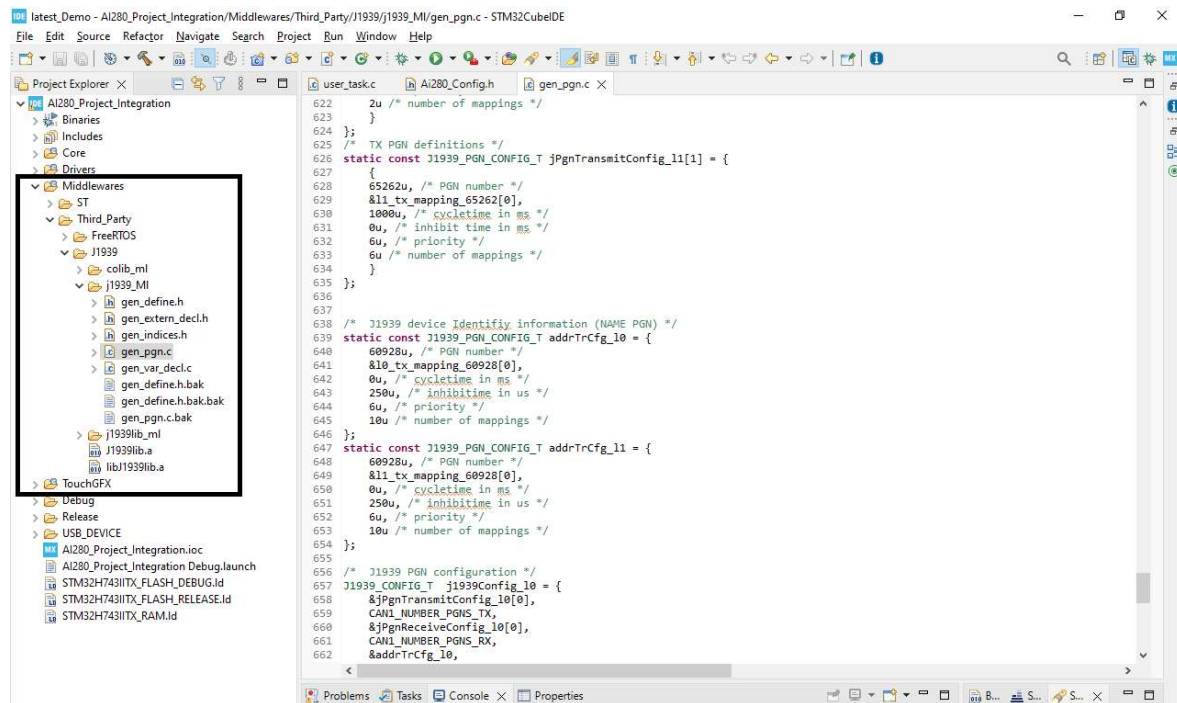 IDE latest_Demo - AI280_Project_Integration/Middlewares/Third_Party/J1939/j1939_MI/gen_pgn.c - STM32CubeIDE
File Edit Source Refactor Navigate Search Project Run Window Help
Project Explorer
AI280_Project_Integration
Binaries
Includes
Core
Drivers
Middlewares
ST
Third_Party
FreeRTOS
J1939
colib_ml
j1939_MI
gen_define.h
gen_extern_decl.h
gen_indices.h
gen_pgn.c
gen_var_decl.c
gen_define.h.bak
gen_define.h.bak.bak
gen_pgn.c.bak
j1939lib_ml
J1939lib.a
libJ1939lib.a
TouchGFX
Debug
Release
USB_DEVICE
MX AI280_Project_Integration.ioc
AI280_Project_Integration Debug.launch
STM32H743IITX_FLASH_DEBUG.ld
STM32H743IITX_FLASH_RELEASE.ld
STM32H743IITX_RAM.ld
user_task.c Ai280_Config.h gen_pgn.c
622 2u /* number of mappings */
623 }
624 };
625 /* TX PGN definitions */
626 static const J1939_PGN_CONFIG_T jPgnTransmitConfig_l1[1] = {
627 {
628 65262u, /* PGN number */
629 &l1_tx_mapping_65262[0],
630 1000u, /* cycletime in ms */
631 0u, /* inhibit time in ms */
632 6u, /* priority */
633 6u /* number of mappings */
634 }
635 };
636
637
638 /* J1939 device Identifiy information (NAME PGN) */
639 static const J1939_PGN_CONFIG_T addrTrCfg_l0 = {
640 60928u, /* PGN number */
641 &l0_tx_mapping_60928[0],
642 0u, /* cycletime in ms */
643 250u, /* inhibitime in us */
644 6u, /* priority */
645 10u /* number of mappings */
646 };
647 static const J1939_PGN_CONFIG_T addrTrCfg_l1 = {
648 60928u, /* PGN number */
649 &l1_tx_mapping_60928[0],
650 0u, /* cycletime in ms */
651 250u, /* inhibitime in us */
652 6u, /* priority */
653 10u /* number of mappings */
654 };
655
656 /* J1939 PGN configuration */
657 J1939_CONFIG_T j1939Config_l0 = {
658 &jPgnTransmitConfig_l0[0],
659 CAN1_NUMBER_PGNS_TX,
660 &jPgnReceiveConfig_l0[0],
661 CAN1_NUMBER_PGNS_RX,
662 &addrTrCfg_l0,
Problems Tasks Console Properties
B... S... S...